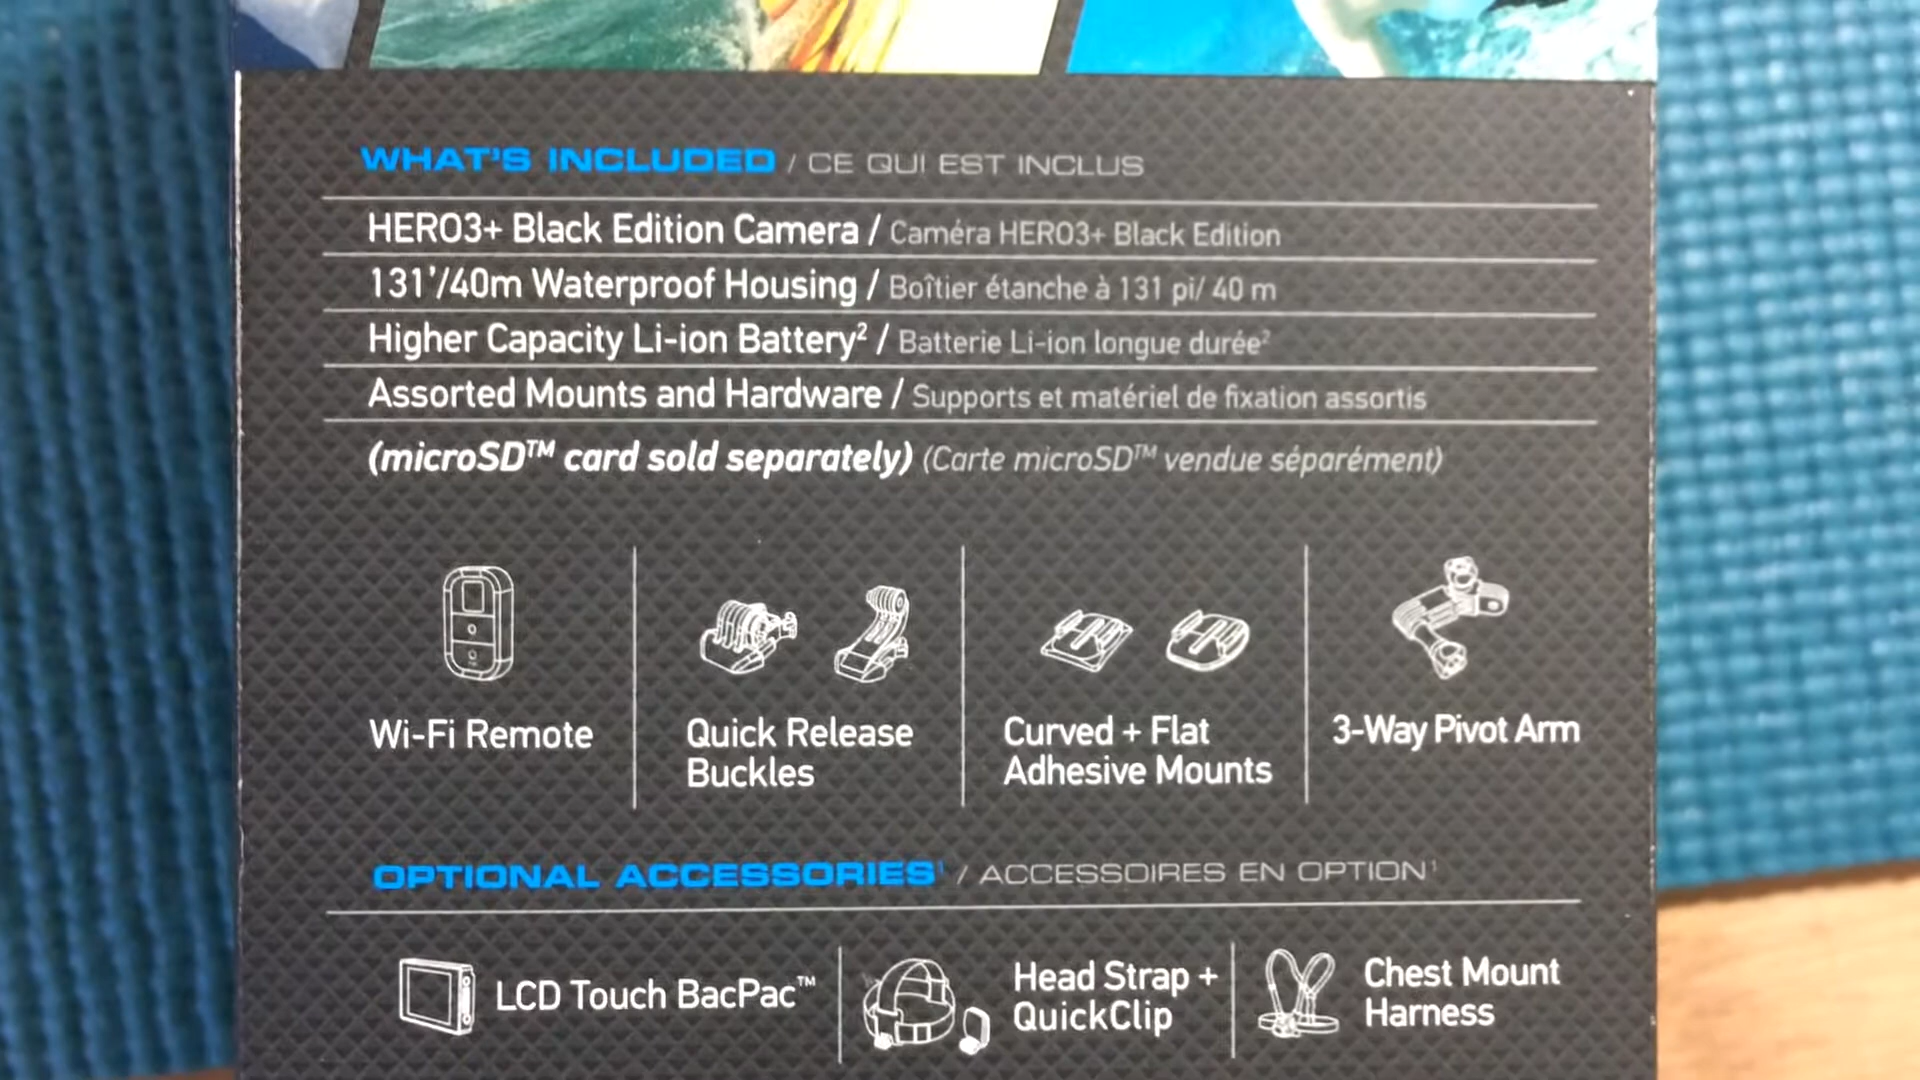 WHAT'S INCLUDED / CE QUI EST INCLUS
HERO3+ Black Edition Camera / Caméra HERO3+ Black Edition
131'/40m Waterproof Housing / Boîtier étanche à 131 pi/ 40 m
Higher Capacity Li-ion Battery² / Batterie Li-ion longue durée²
Assorted Mounts and Hardware / Supports et matériel de fixation assortis
(microSD™ card sold separately) (Carte microSD™ vendue séparément)
Wi-Fi Remote
Quick Release
Buckles
Curved + Flat
Adhesive Mounts
3-Way Pivot Arm
OPTIONAL ACCESSORIES¹ / ACCESSOIRES EN OPTION¹
LCD Touch BacPac™
Head Strap +
QuickClip
Chest Mount
Harness